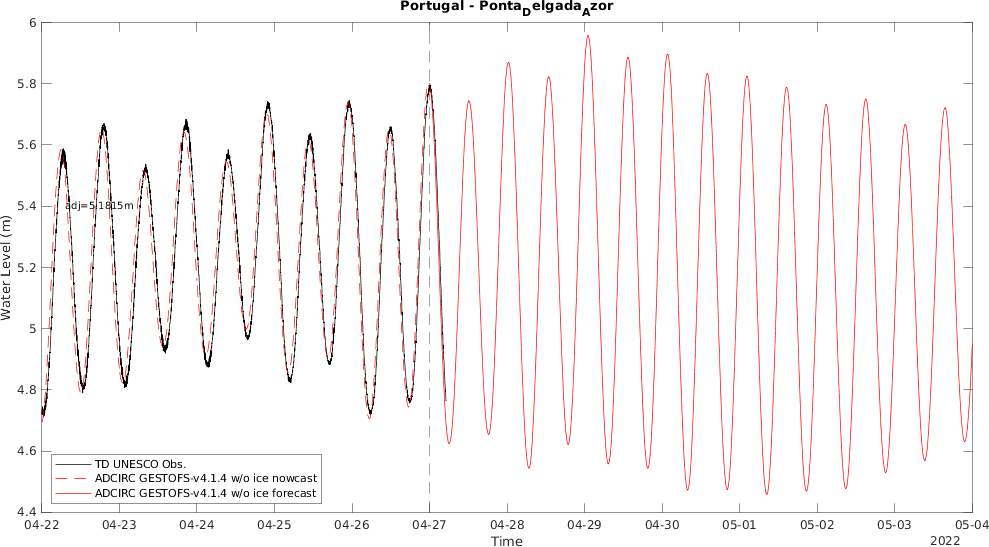 Portugal - PontaDelgadaAzor
6
5.8
5.6
5.4
5.2
5
4.8
4.6
4.4
Water Level (m)
adj=5.1815m
TD UNESCO Obs.
ADCIRC GESTOFS-v4.1.4 w/o ice nowcast
ADCIRC GESTOFS-v4.1.4 w/o ice forecast
04-22 04-23 04-24 04-25 04-26 04-27 04-28 04-29 04-30 05-01 05-02 05-03 05-04
Time
2022